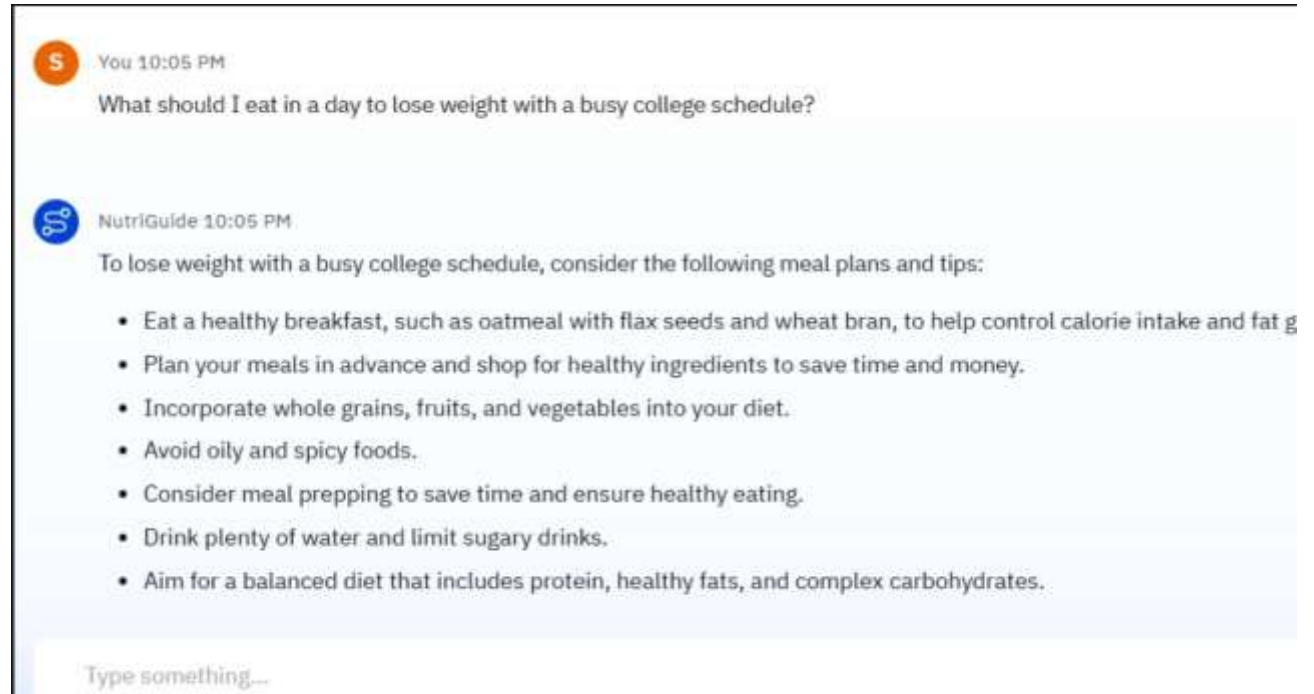 S
You 10:05 PM
What should I eat in a day to lose weight with a busy college schedule?
NutriGuide 10:05 PM
To lose weight with a busy college schedule, consider the following meal plans and tips:
• Eat a healthy breakfast, such as oatmeal with flax seeds and wheat bran, to help control calorie intake and fat g
• Plan your meals in advance and shop for healthy ingredients to save time and money.
• Incorporate whole grains, fruits, and vegetables into your diet.
• Avoid oily and spicy foods.
• Consider meal prepping to save time and ensure healthy eating.
• Drink plenty of water and limit sugary drinks.
• Aim for a balanced diet that includes protein, healthy fats, and complex carbohydrates.
Type something...